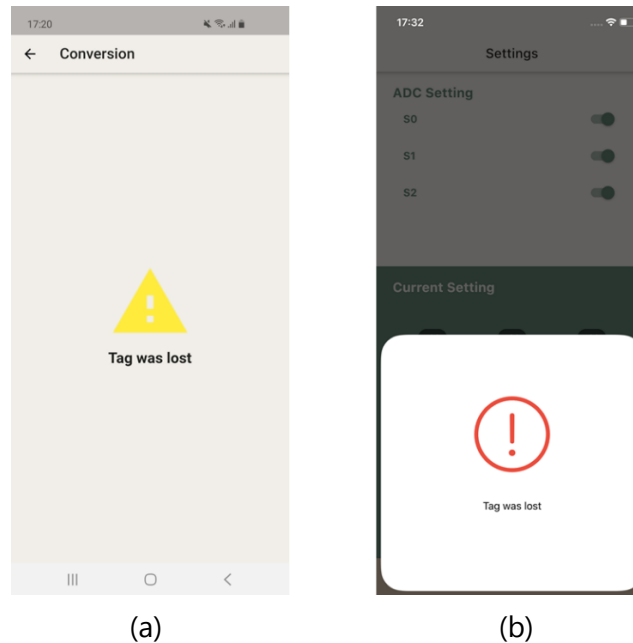 17:20
Conversion
Tag was lost
17:32
Settings
ADC Setting
S0
S1
S2
Current Setting
Tag was lost
(a)
(b)